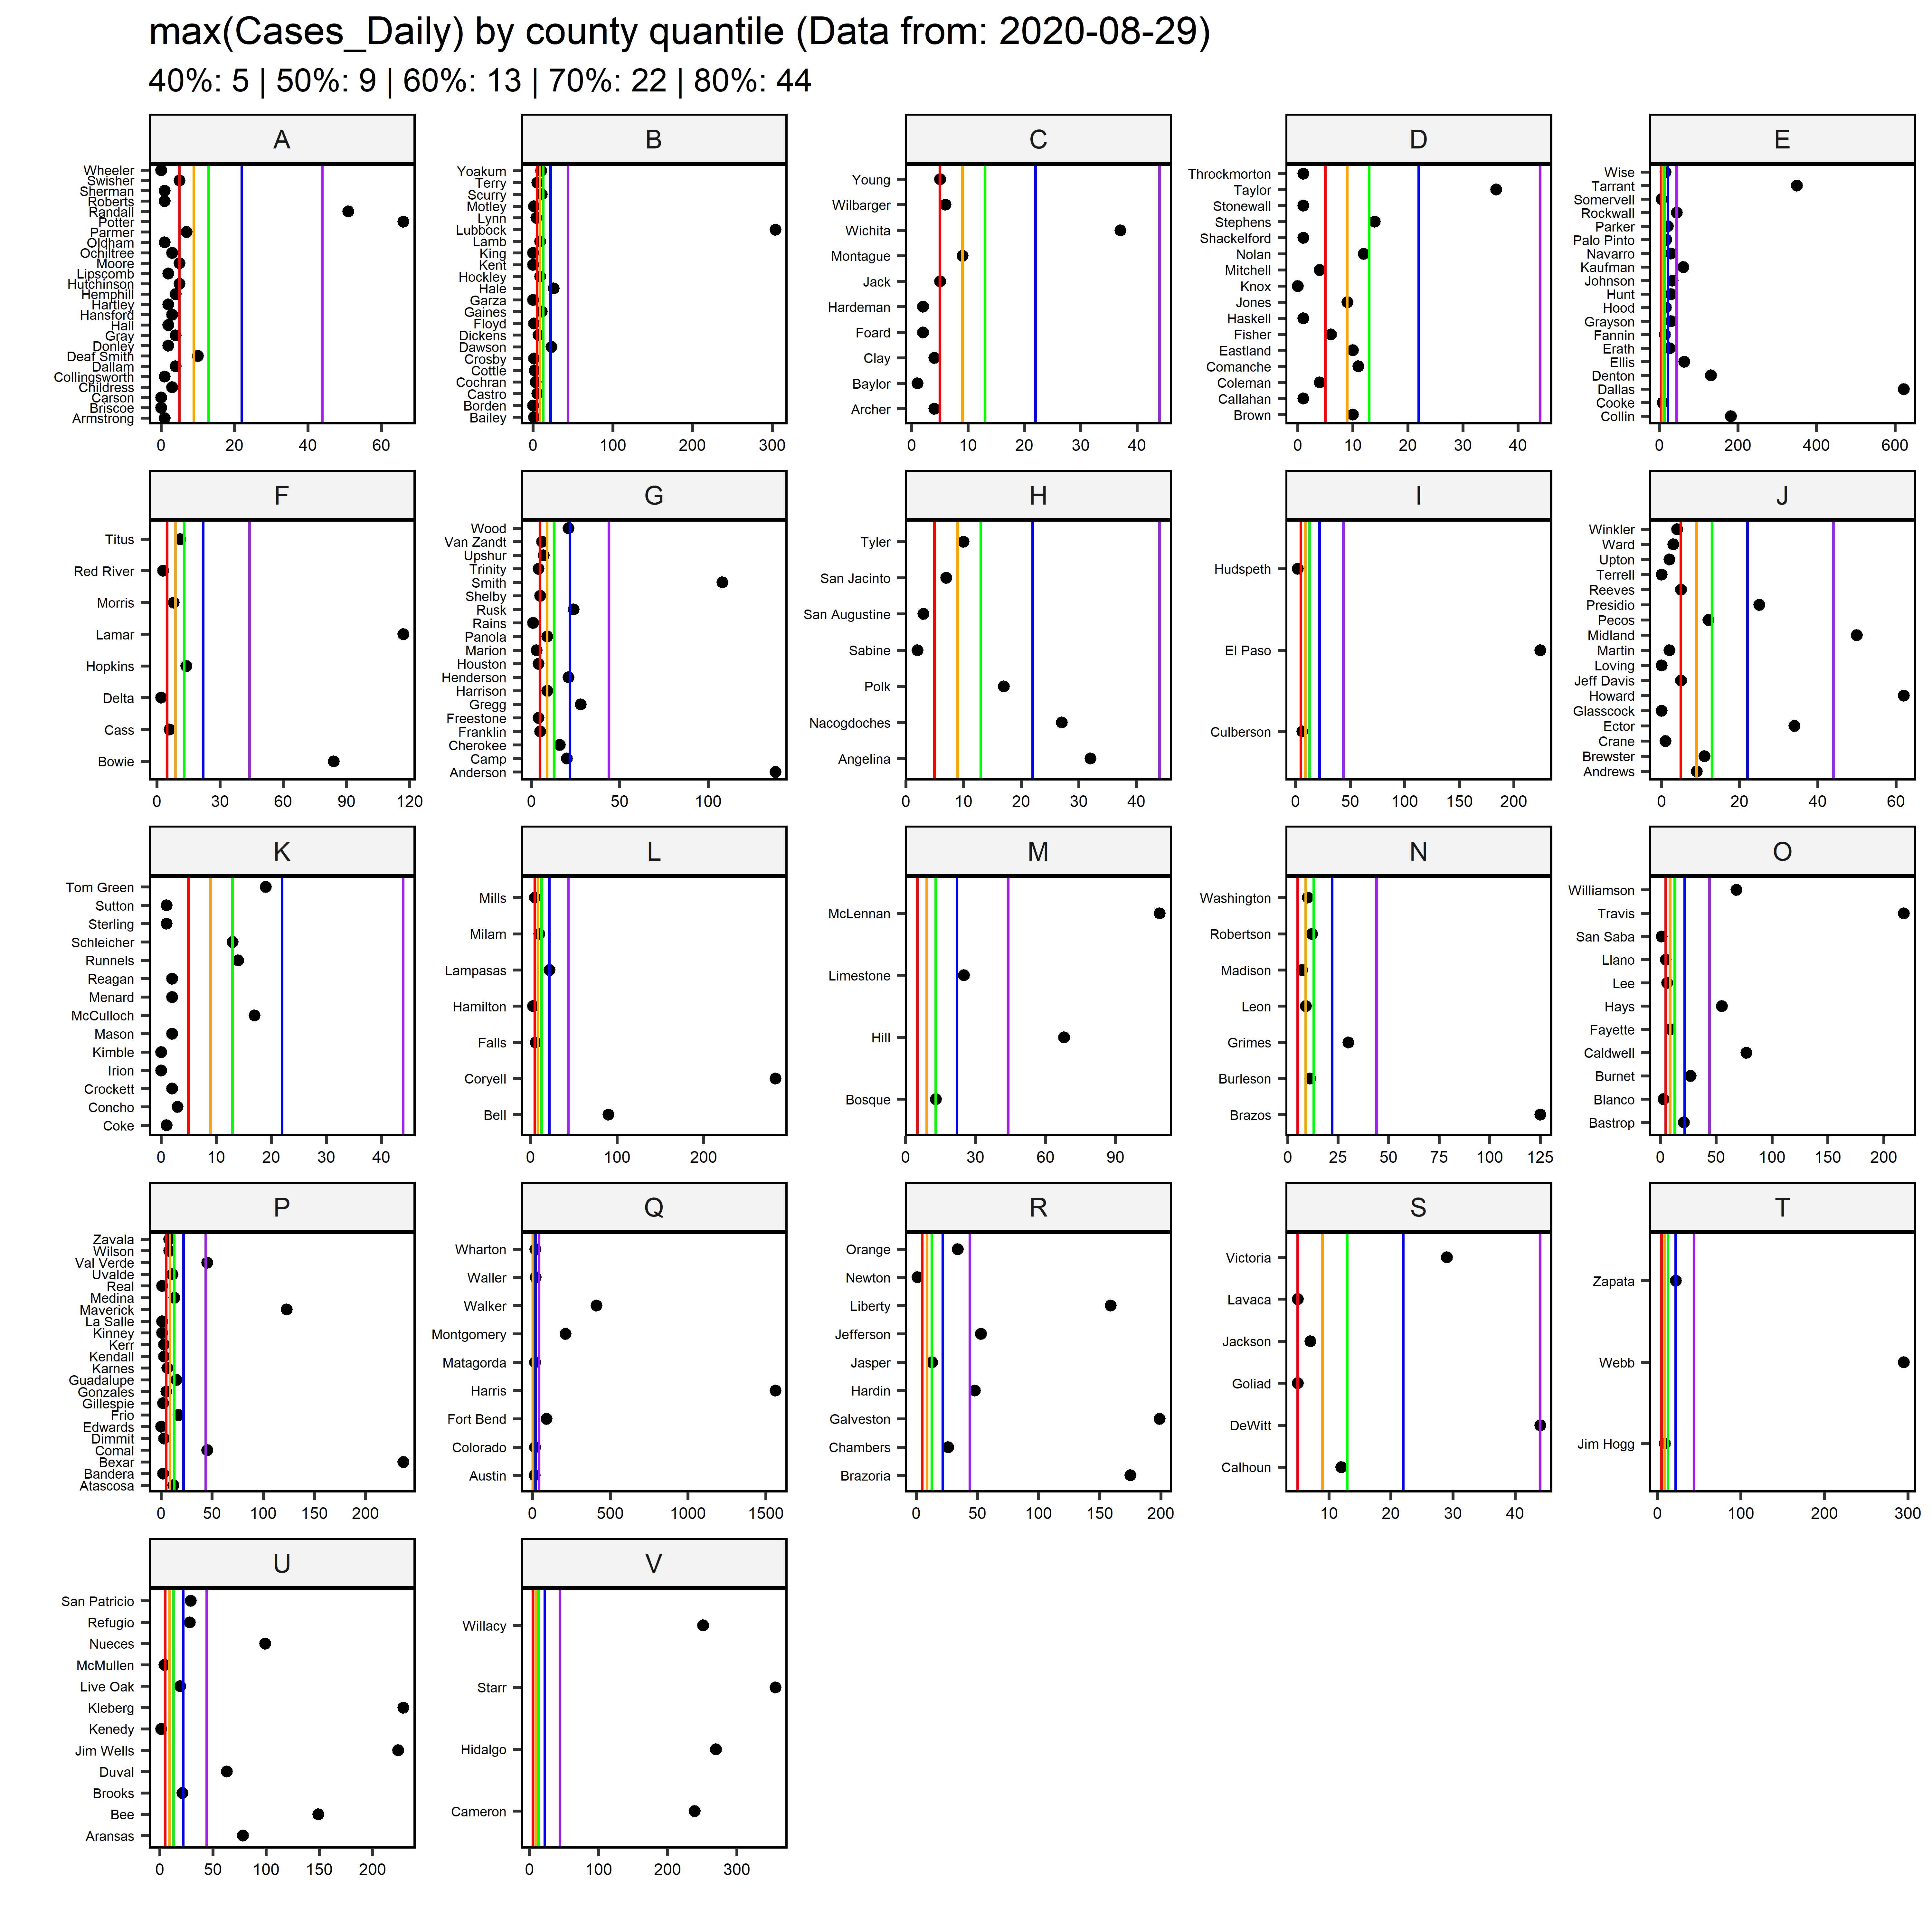 max(Cases_Daily) by county quantile (Data from: 2020-08-29)
40%: 5 | 50%: 9 | 60%: 13 | 70%: 22 | 80%: 44
A
Wheeler
Swisher
Sherman
Roberts
Randall
Potter
Parmer
Oldham
Ochiltree
Moore
Lipscomb
Hutchinson
Hemphill
Hartley
Hansford
Hall
Gray
Donley
Deaf Smith
Dallam
Collingsworth
Childress
Carson
Briscoe
Armstrong
0 20 40 60
B
Yoakum
Terry
Scurry
Motley
Lynn
Lubbock
Lamb
King
Kent
Hockley
Hale
Garza
Gaines
Floyd
Dickens
Dawson
Crosby
Cottle
Cochran
Castro
Borden
Bailey
0 100 200 300
C
Young
Wilbarger
Wichita
Montague
Jack
Hardeman
Foard
Clay
Baylor
Archer
0 10 20 30 40
D
Throckmorton
Taylor
Stonewall
Stephens
Shackelford
Nolan
Mitchell
Knox
Jones
Haskell
Fisher
Eastland
Comanche
Coleman
Callahan
Brown
0 10 20 30 40
E
Wise
Tarrant
Somervell
Rockwall
Parker
Palo Pinto
Navarro
Kaufman
Johnson
Hunt
Hood
Grayson
Fannin
Erath
Ellis
Denton
Dallas
Cooke
Collin
0 200 400 600
F
Titus
Red River
Morris
Lamar
Hopkins
Delta
Cass
Bowie
0 30 60 90 120
G
Wood
Van Zandt
Upshur
Trinity
Smith
Shelby
Rusk
Rains
Panola
Marion
Houston
Henderson
Harrison
Gregg
Freestone
Franklin
Cherokee
Camp
Anderson
0 50 100
H
Tyler
San Jacinto
San Augustine
Sabine
Polk
Nacogdoches
Angelina
0 10 20 30 40
I
Hudspeth
El Paso
Culberson
0 50 100 150 200
J
Winkler
Ward
Upton
Terrell
Reeves
Presidio
Pecos
Midland
Martin
Loving
Jeff Davis
Howard
Glasscock
Ector
Crane
Brewster
Andrews
0 20 40 60
K
Tom Green
Sutton
Sterling
Schleicher
Runnels
Reagan
Menard
McCulloch
Mason
Kimble
Irion
Crockett
Concho
Coke
0 10 20 30 40
L
Mills
Milam
Lampasas
Hamilton
Falls
Coryell
Bell
0 100 200
M
McLennan
Limestone
Hill
Bosque
0 30 60 90
N
Washington
Robertson
Madison
Leon
Grimes
Burleson
Brazos
0 25 50 75 100 125
O
Williamson
Travis
San Saba
Llano
Lee
Hays
Fayette
Caldwell
Burnet
Blanco
Bastrop
0 50 100 150 200
P
Zavala
Wilson
Val Verde
Uvalde
Real
Medina
Maverick
La Salle
Kinney
Kerr
Kendall
Karnes
Guadalupe
Gonzales
Gillespie
Frio
Edwards
Dimmit
Comal
Bexar
Bandera
Atascosa
0 50 100 150 200
Q
Wharton
Waller
Walker
Montgomery
Matagorda
Harris
Fort Bend
Colorado
Austin
0 500 1000 1500
R
Orange
Newton
Liberty
Jefferson
Jasper
Hardin
Galveston
Chambers
Brazoria
0 50 100 150 200
S
Victoria
Lavaca
Jackson
Goliad
DeWitt
Calhoun
10 20 30 40
T
Zapata
Webb
Jim Hogg
0 100 200 300
U
San Patricio
Refugio
Nueces
McMullen
Live Oak
Kleberg
Kenedy
Jim Wells
Duval
Brooks
Bee
Aransas
0 50 100 150 200
V
Willacy
Starr
Hidalgo
Cameron
0 100 200 300